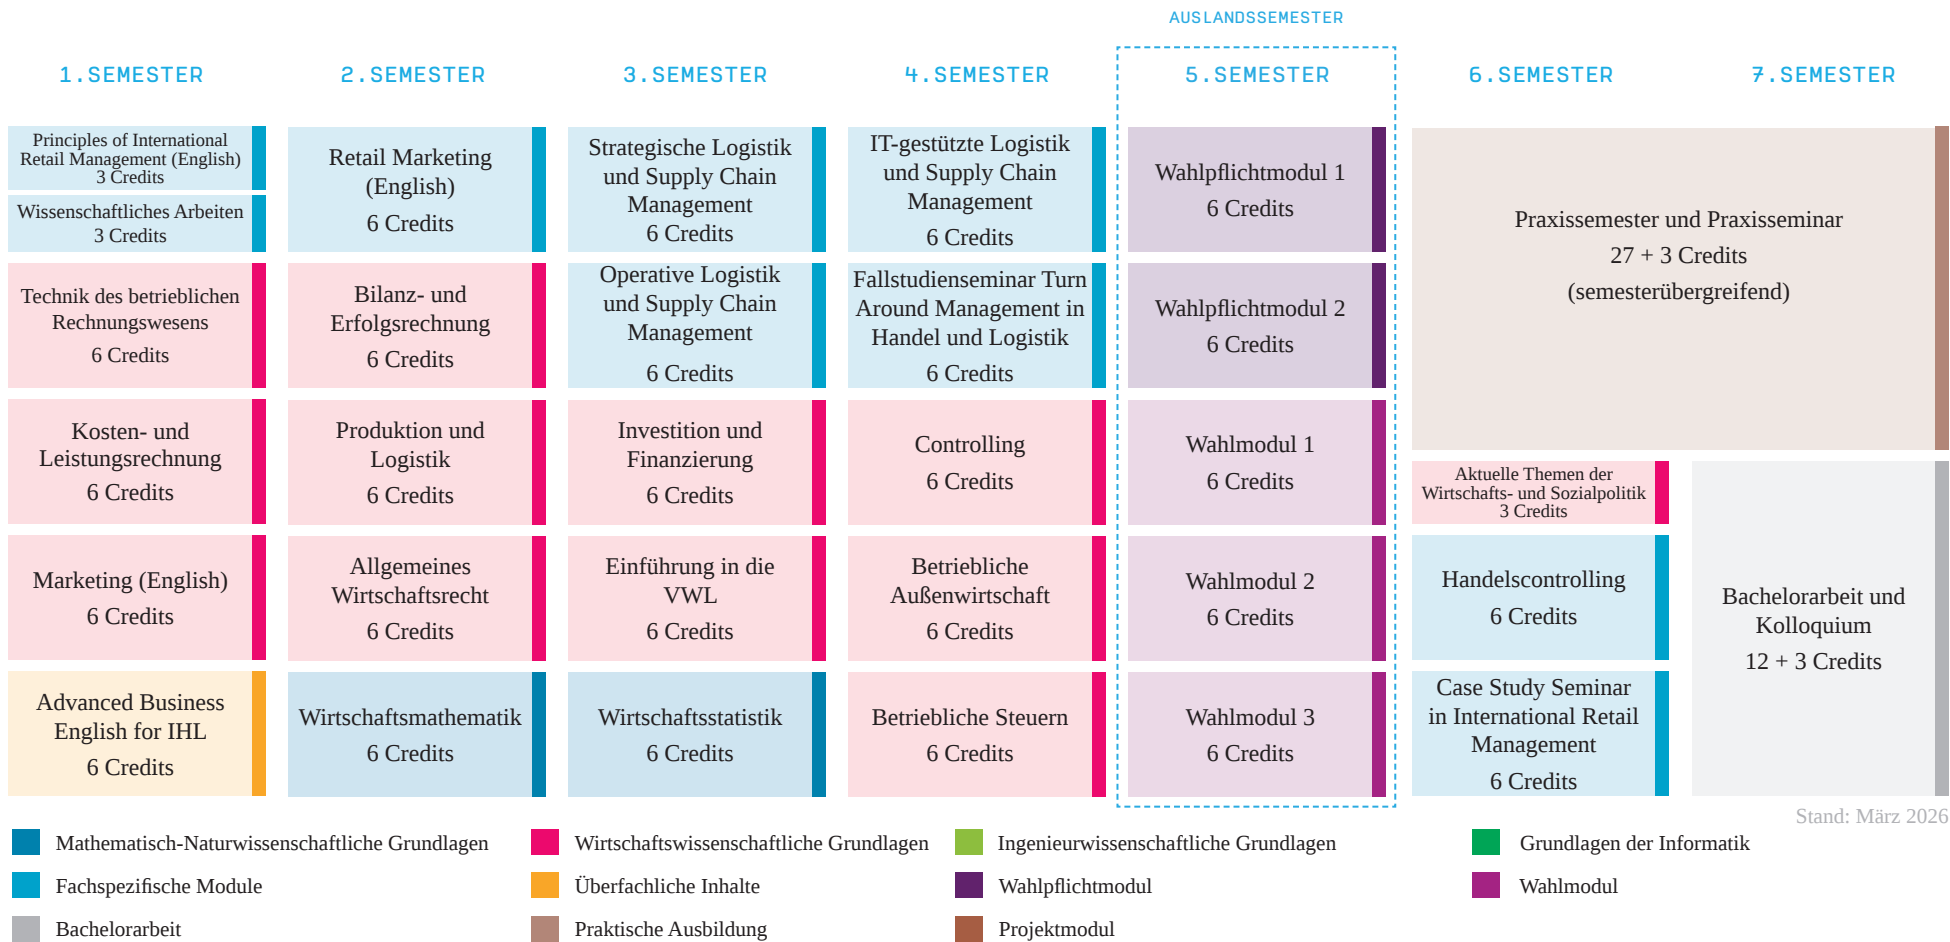 AUSLANDSSEMESTER
1.SEMESTER
2.SEMESTER
3.SEMESTER
4.SEMESTER
5.SEMESTER
6.SEMESTER
7.SEMESTER
Principles of International
Retail Management (English)
3 Credits
Wissenschaftliches Arbeiten
3 Credits
Technik des betrieblichen
Rechnungswesens
6 Credits
Kosten- und
Leistungsrechnung
6 Credits
Marketing (English)
6 Credits
Advanced Business
English for IHL
6 Credits
Retail Marketing
(English)
6 Credits
Bilanz- und
Erfolgsrechnung
6 Credits
Produktion und
Logistik
6 Credits
Allgemeines
Wirtschaftsrecht
6 Credits
Wirtschaftsmathematik
6 Credits
Strategische Logistik
und Supply Chain
Management
6 Credits
Operative Logistik
und Supply Chain
Management
6 Credits
Investition und
Finanzierung
6 Credits
Einführung in die
VWL
6 Credits
Wirtschaftsstatistik
6 Credits
IT-gestützte Logistik
und Supply Chain
Management
6 Credits
Fallstudienseminar Turn
Around Management in
Handel und Logistik
6 Credits
Controlling
6 Credits
Betriebliche
Außenwirtschaft
6 Credits
Betriebliche Steuern
6 Credits
Wahlpflichtmodul 1
6 Credits
Wahlpflichtmodul 2
6 Credits
Wahlmodul 1
6 Credits
Wahlmodul 2
6 Credits
Wahlmodul 3
6 Credits
Praxissemester und Praxisseminar
27 + 3 Credits
(semesterübergreifend)
Aktuelle Themen der
Wirtschafts- und Sozialpolitik
3 Credits
Handelscontrolling
6 Credits
Case Study Seminar
in International Retail
Management
6 Credits
Bachelorarbeit und
Kolloquium
12 + 3 Credits
Stand: März 2026
Mathematisch-Naturwissenschaftliche Grundlagen
Wirtschaftswissenschaftliche Grundlagen
Ingenieurwissenschaftliche Grundlagen
Grundlagen der Informatik
Fachspezifische Module
Überfachliche Inhalte
Wahlpflichtmodul
Wahlmodul
Bachelorarbeit
Praktische Ausbildung
Projektmodul